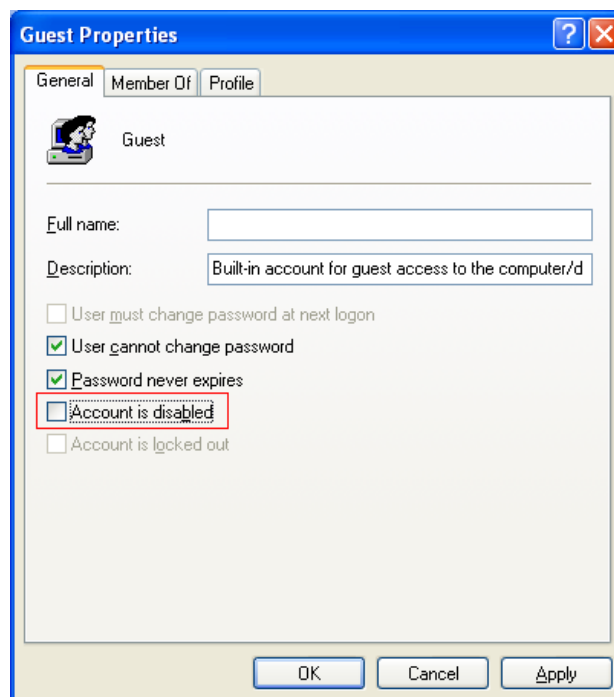 Guest Properties
General Member Of Profile
Guest
Full name:
Description: Built-in account for guest access to the computer/d
User must change password at next logon
User cannot change password
Password never expires
Account is disabled
Account is locked out
OK Cancel Apply